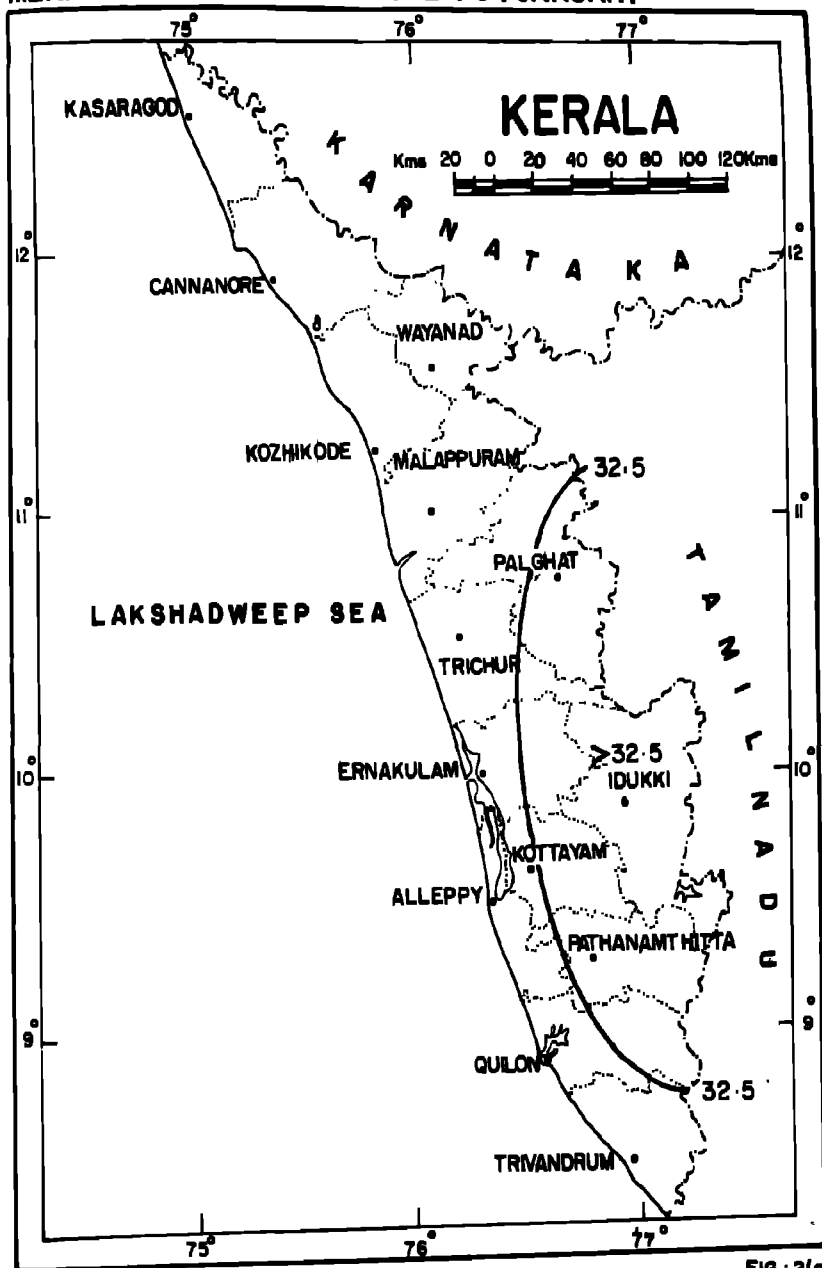 75° 76° 77°
KERALA
KASARAGOD
Kms 20 0 20 40 60 80 100 120Kms
KARNATAKA
12° 12°
CANNANORE
WAYANAD
KOZHIKODE
MALAPPURAM
32·5
11° 11°
PALGHAT
TAMILNADU
LAKSHADWEEP SEA
TRICHUR
>32·5
ERNAKULAM
10° 10°
IDUKKI
KOTTAYAM
ALLEPPY
PATHANAMTHITTA
9° 9°
QUILON
32·5
TRIVANDRUM
75° 76° 77°